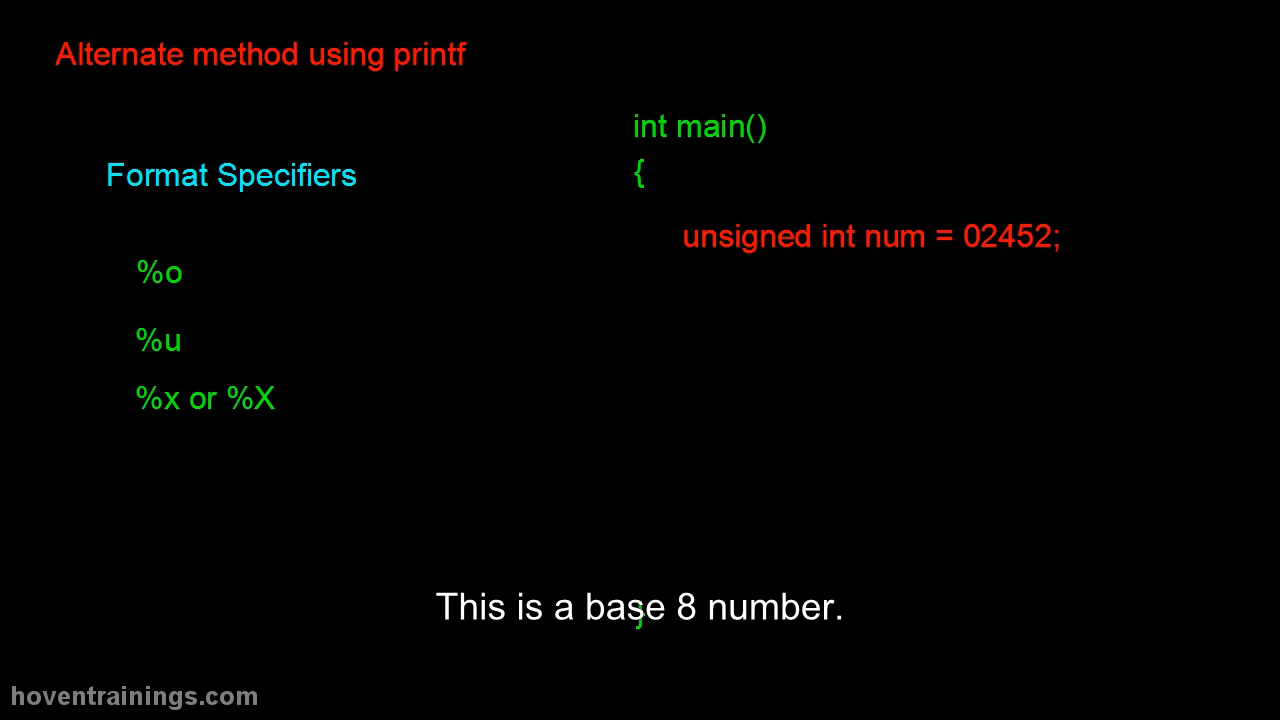 Alternate method using printf
Format Specifiers
%o
%u
%x or %X
int main()
{
unsigned int num = 02452;
}
This is a base 8 number.
hoventrainings.com